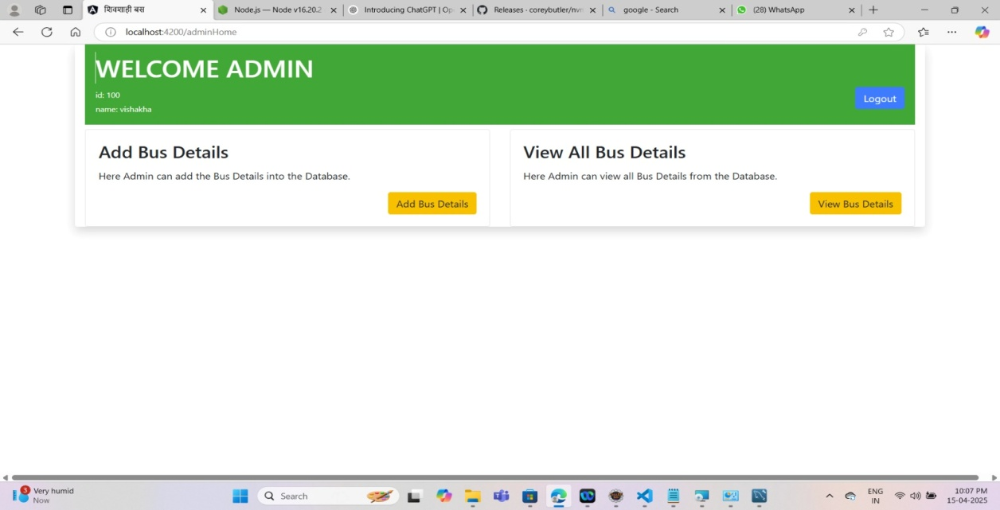 शिवशाही बस
Node.js — Node v16.20.2
Introducing ChatGPT | Op
Releases · coreybutler/nvm
google - Search
(28) WhatsApp
localhost:4200/adminHome
WELCOME ADMIN
id: 100
name: vishakha
Logout
Add Bus Details
Here Admin can add the Bus Details into the Database.
Add Bus Details
View All Bus Details
Here Admin can view all Bus Details from the Database.
View Bus Details
3
Very humid
Now
Search
ENG
IN
10:07 PM
15-04-2025